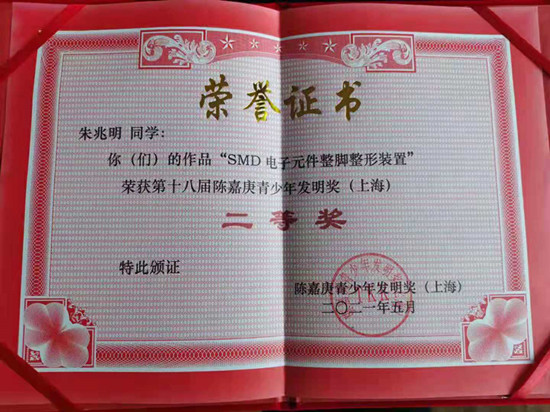 荣誉证书
朱兆明 同学：
你（们）的作品“SMD 电子元件整脚整形装置”
荣获第十八届陈嘉庚青少年发明奖（上海）
二等奖
特此颁证
陈嘉庚青少年发明奖（上海）
二〇二一年五月